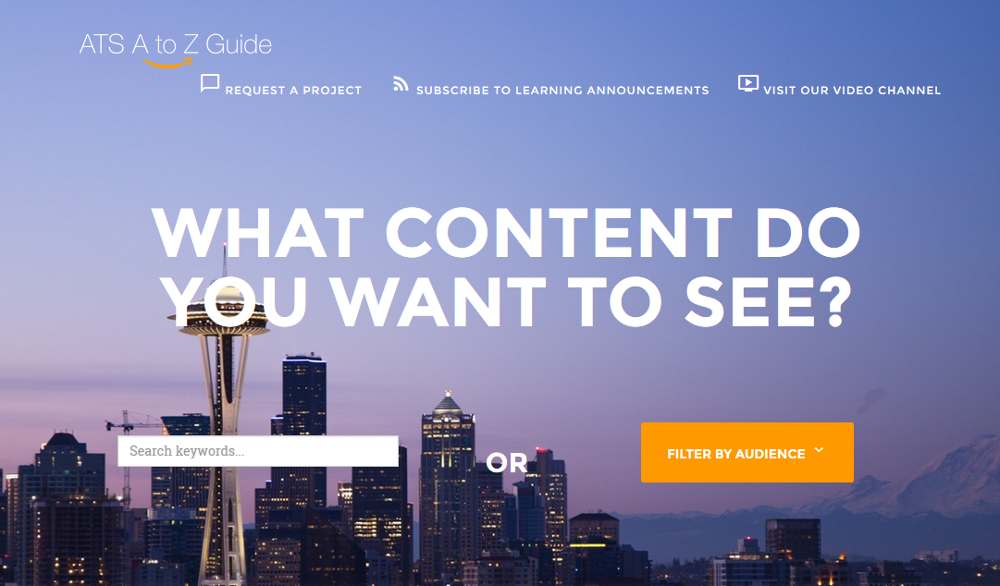 ATS A to Z Guide
REQUEST A PROJECT
SUBSCRIBE TO LEARNING ANNOUNCEMENTS
VISIT OUR VIDEO CHANNEL
WHAT CONTENT DO
YOU WANT TO SEE?
Search keywords...
OR
FILTER BY AUDIENCE